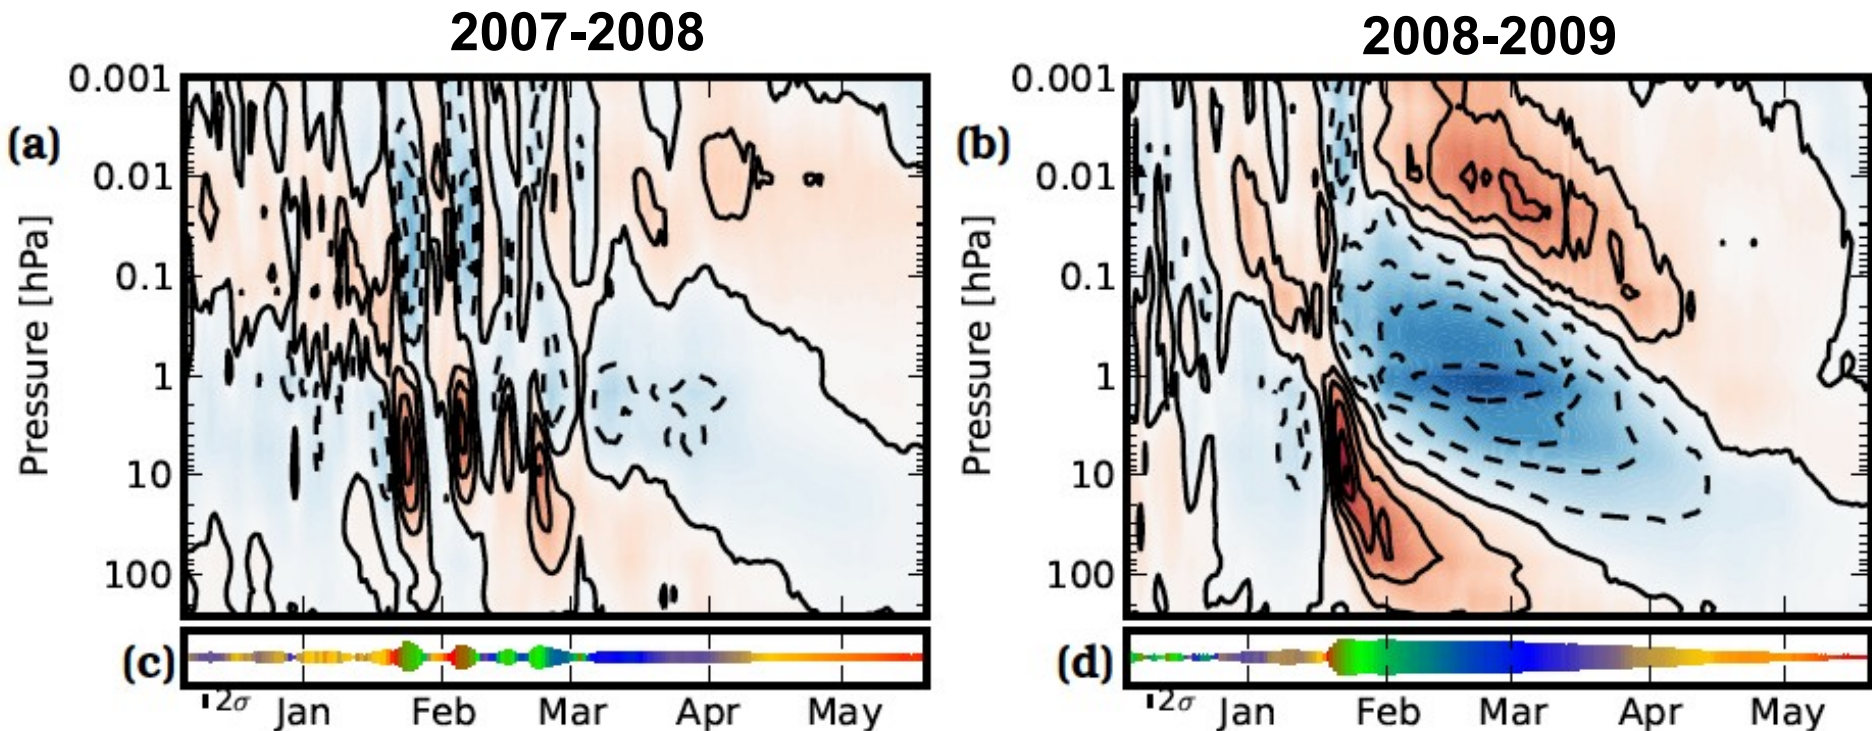 2007-2008
2008-2009
(a)
Pressure [hPa]
0.001
0.01
0.1
1
10
100
(b)
Pressure [hPa]
0.001
0.01
0.1
1
10
100
(c)
2σ
Jan Feb Mar Apr May
(d)
2σ
Jan Feb Mar Apr May